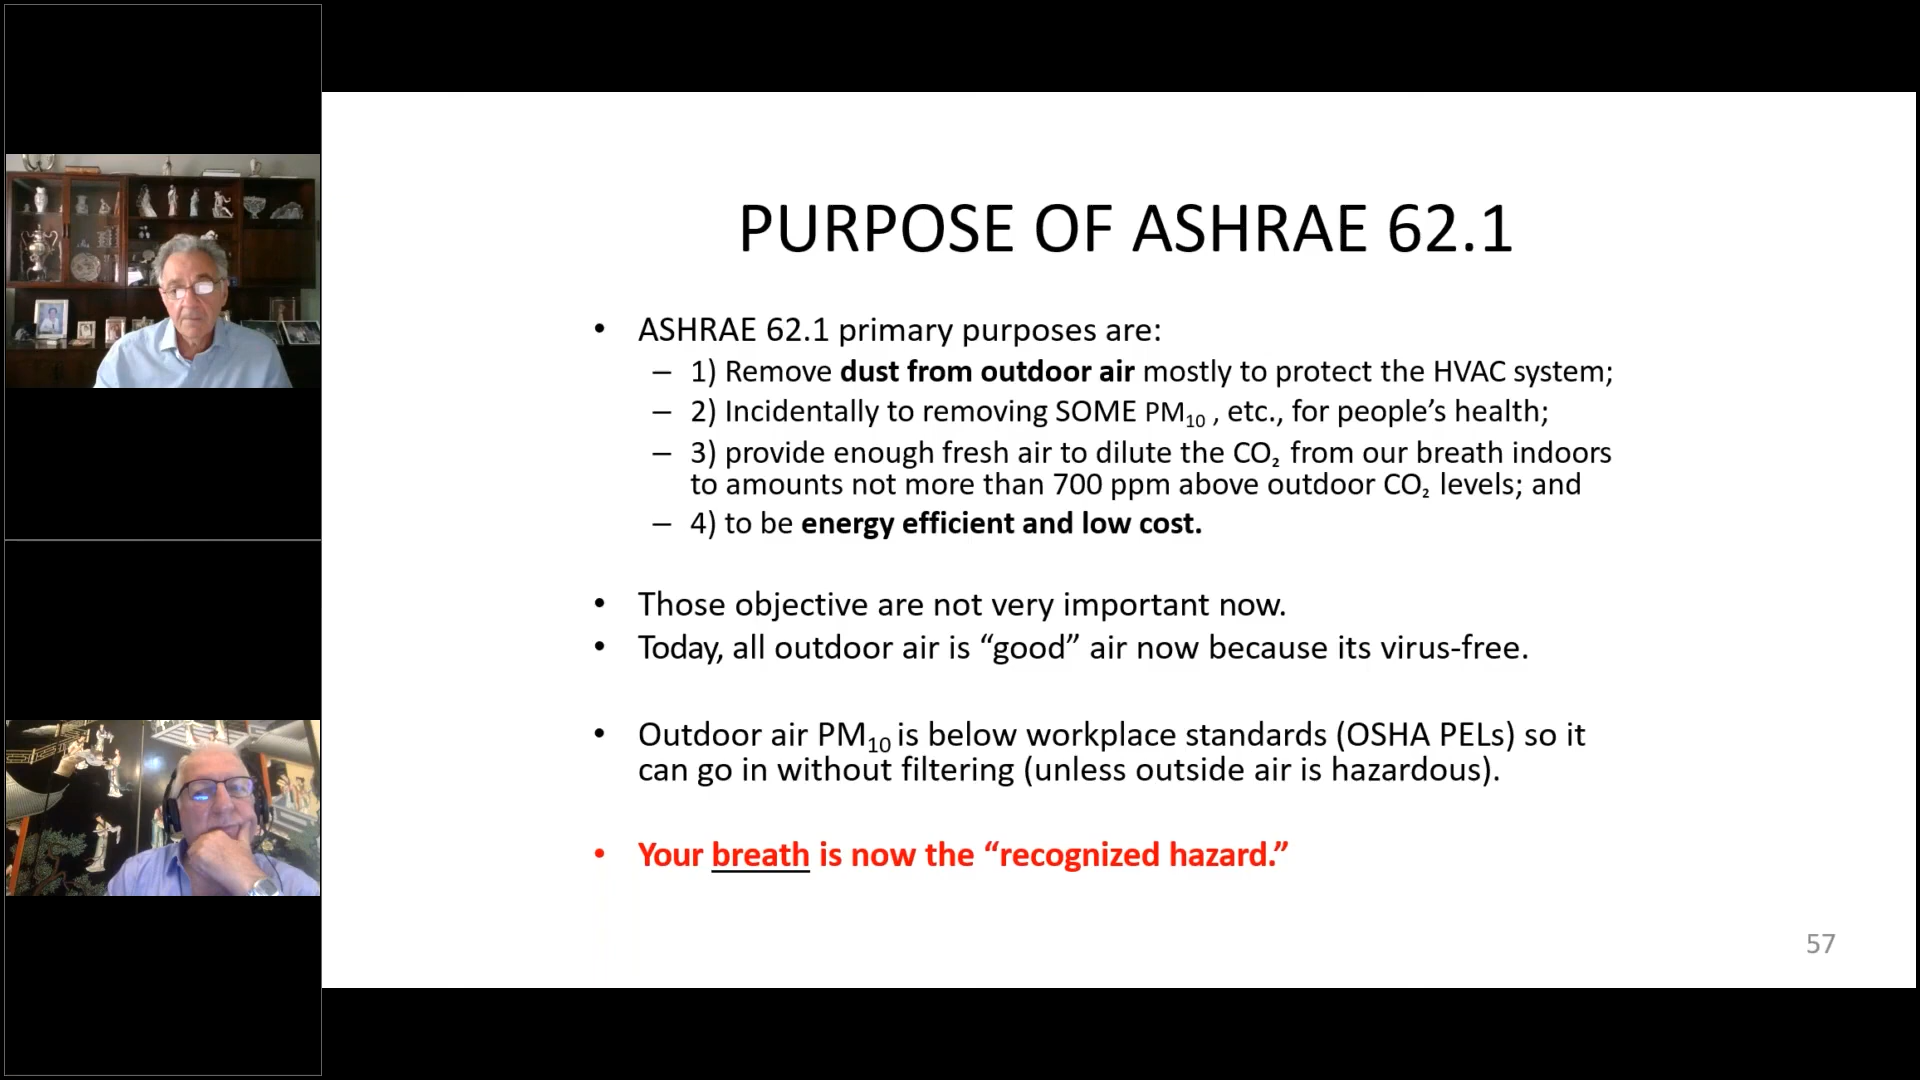 PURPOSE OF ASHRAE 62.1
• ASHRAE 62.1 primary purposes are:
– 1) Remove dust from outdoor air mostly to protect the HVAC system;
– 2) Incidentally to removing SOME PM₁₀ , etc., for people’s health;
– 3) provide enough fresh air to dilute the CO₂ from our breath indoors
to amounts not more than 700 ppm above outdoor CO₂ levels; and
– 4) to be energy efficient and low cost.
• Those objective are not very important now.
• Today, all outdoor air is “good” air now because its virus-free.
• Outdoor air PM₁₀ is below workplace standards (OSHA PELs) so it
can go in without filtering (unless outside air is hazardous).
• Your breath is now the “recognized hazard.”
57